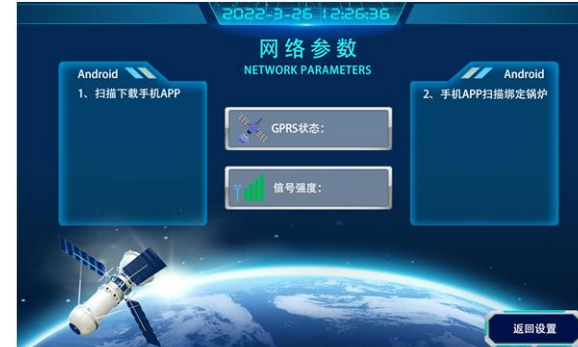 2022-3-26 12:26:36
网络参数
NETWORK PARAMETERS
Android
1、扫描下载手机APP
Android
2、手机APP扫描绑定锅炉
GPRS状态：
信号强度：
返回设置